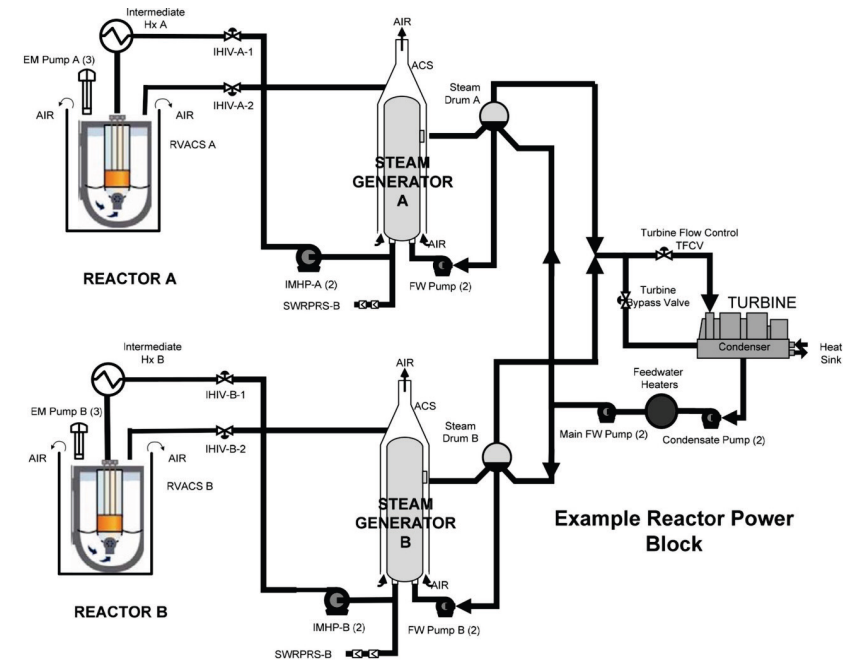 Intermediate
Hx A
AIR
IHIV-A-1
EM Pump A (3)
ACS
Steam
Drum A
IHIV-A-2
AIR
AIR
RVACS A
STEAM
GENERATOR
A
Turbine Flow Control
TFCV
AIR
REACTOR A
IMHP-A (2)
FW Pump (2)
SWRPRS-B
Turbine
Bypass Valve
TURBINE
Condenser
Heat
Sink
Intermediate
Hx B
AIR
Feedwater
Heaters
IHIV-B-1
ACS
EM Pump B (3)
Steam
Drum B
Main FW Pump (2)
Condensate Pump (2)
IHIV-B-2
AIR
AIR
RVACS B
STEAM
GENERATOR
B
Example Reactor Power
Block
AIR
REACTOR B
IMHP-B (2)
FW Pump B (2)
SWRPRS-B